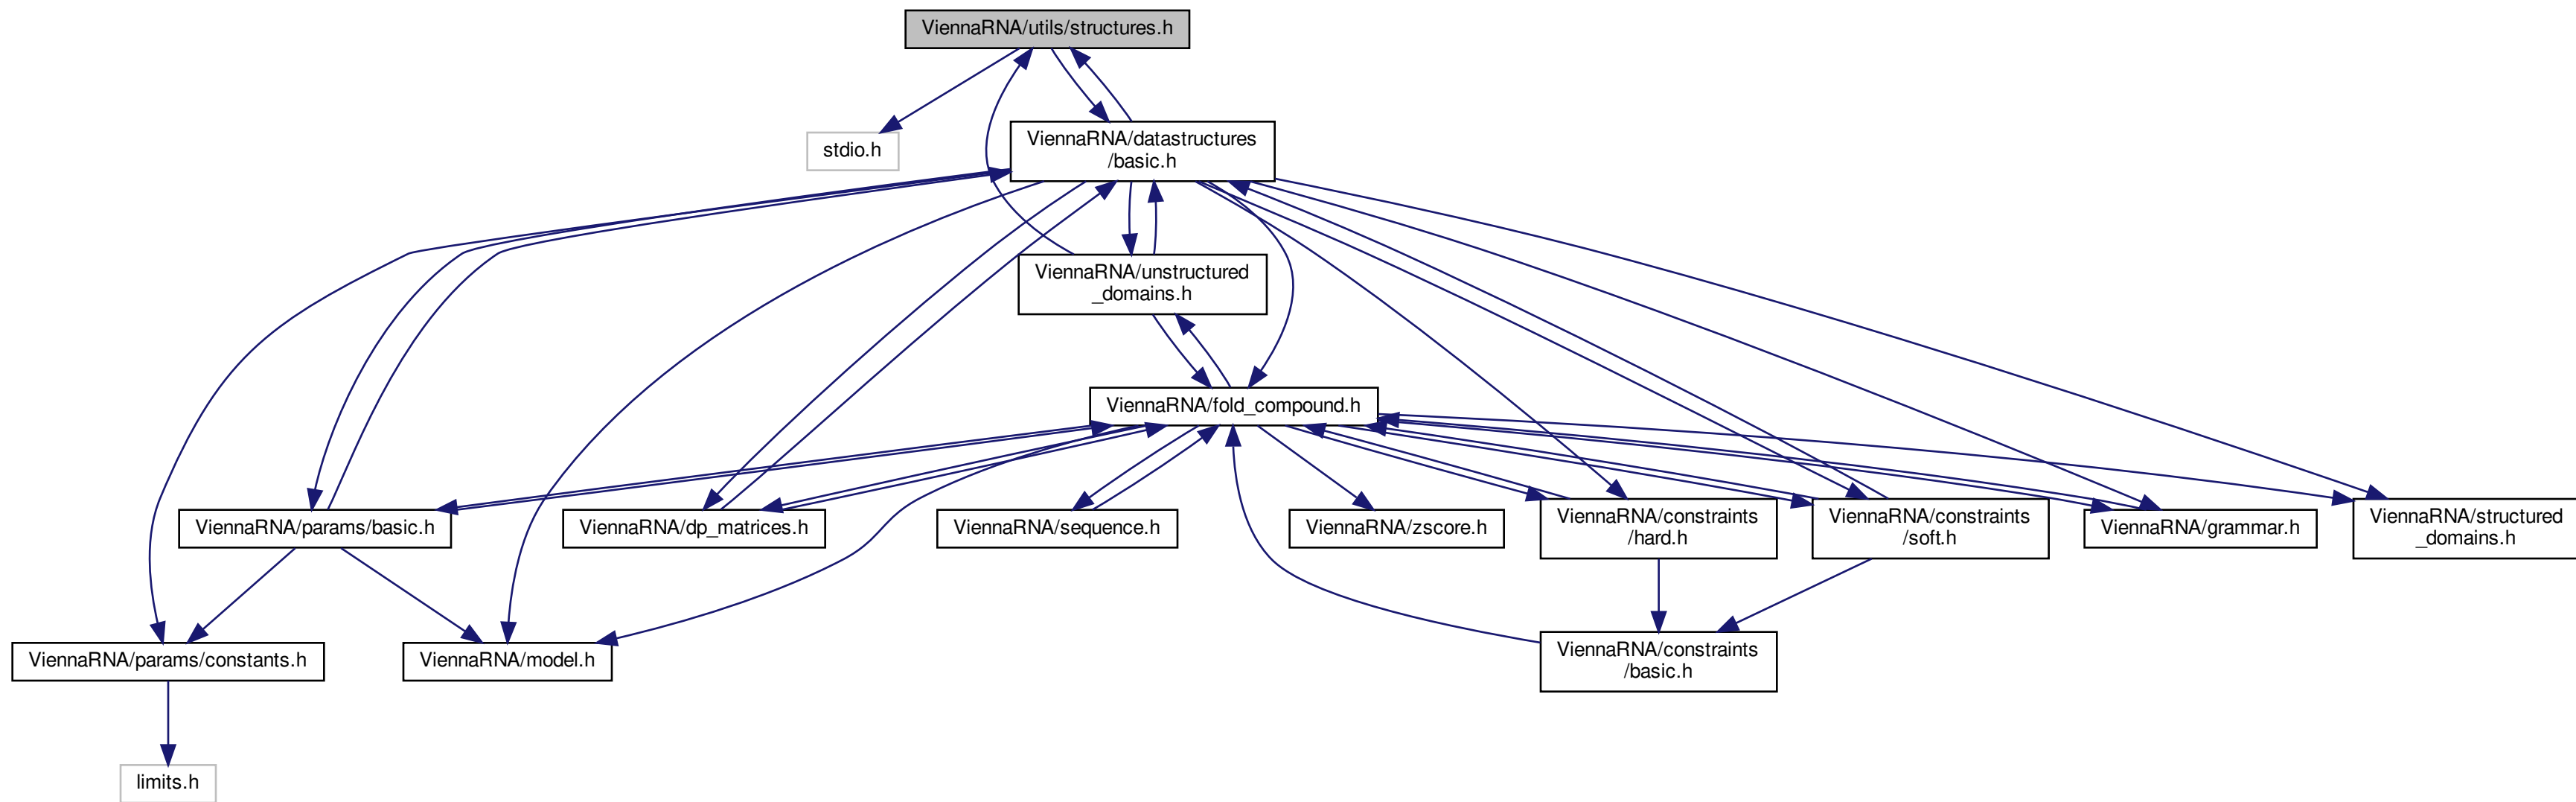 ViennaRNA/utils/structures.h
stdio.h
ViennaRNA/datastructures
/basic.h
ViennaRNA/unstructured
_domains.h
ViennaRNA/fold_compound.h
ViennaRNA/params/basic.h
ViennaRNA/dp_matrices.h
ViennaRNA/sequence.h
ViennaRNA/zscore.h
ViennaRNA/constraints
/hard.h
ViennaRNA/constraints
/soft.h
ViennaRNA/grammar.h
ViennaRNA/structured
_domains.h
ViennaRNA/params/constants.h
ViennaRNA/model.h
ViennaRNA/constraints
/basic.h
limits.h